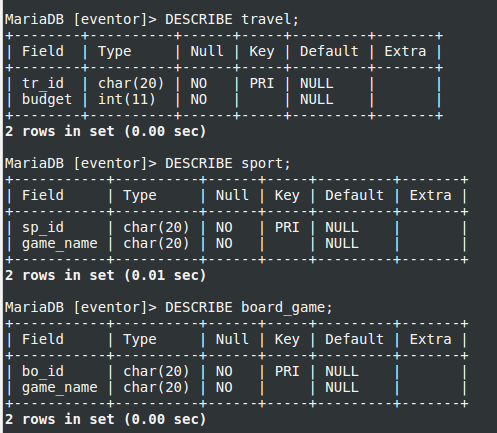 MariaDB [eventor]> DESCRIBE travel;
+--------+----------+------+-----+---------+-------+
| Field  | Type     | Null | Key | Default | Extra |
+--------+----------+------+-----+---------+-------+
| tr_id  | char(20) | NO   | PRI | NULL    |       |
| budget | int(11)  | NO   |     | NULL    |       |
+--------+----------+------+-----+---------+-------+
2 rows in set (0.00 sec)
MariaDB [eventor]> DESCRIBE sport;
+-----------+----------+------+-----+---------+-------+
| Field     | Type     | Null | Key | Default | Extra |
+-----------+----------+------+-----+---------+-------+
| sp_id     | char(20) | NO   | PRI | NULL    |       |
| game_name | char(20) | NO   |     | NULL    |       |
+-----------+----------+------+-----+---------+-------+
2 rows in set (0.01 sec)
MariaDB [eventor]> DESCRIBE board_game;
+-----------+----------+------+-----+---------+-------+
| Field     | Type     | Null | Key | Default | Extra |
+-----------+----------+------+-----+---------+-------+
| bo_id     | char(20) | NO   | PRI | NULL    |       |
| game_name | char(20) | NO   |     | NULL    |       |
+-----------+----------+------+-----+---------+-------+
2 rows in set (0.00 sec)